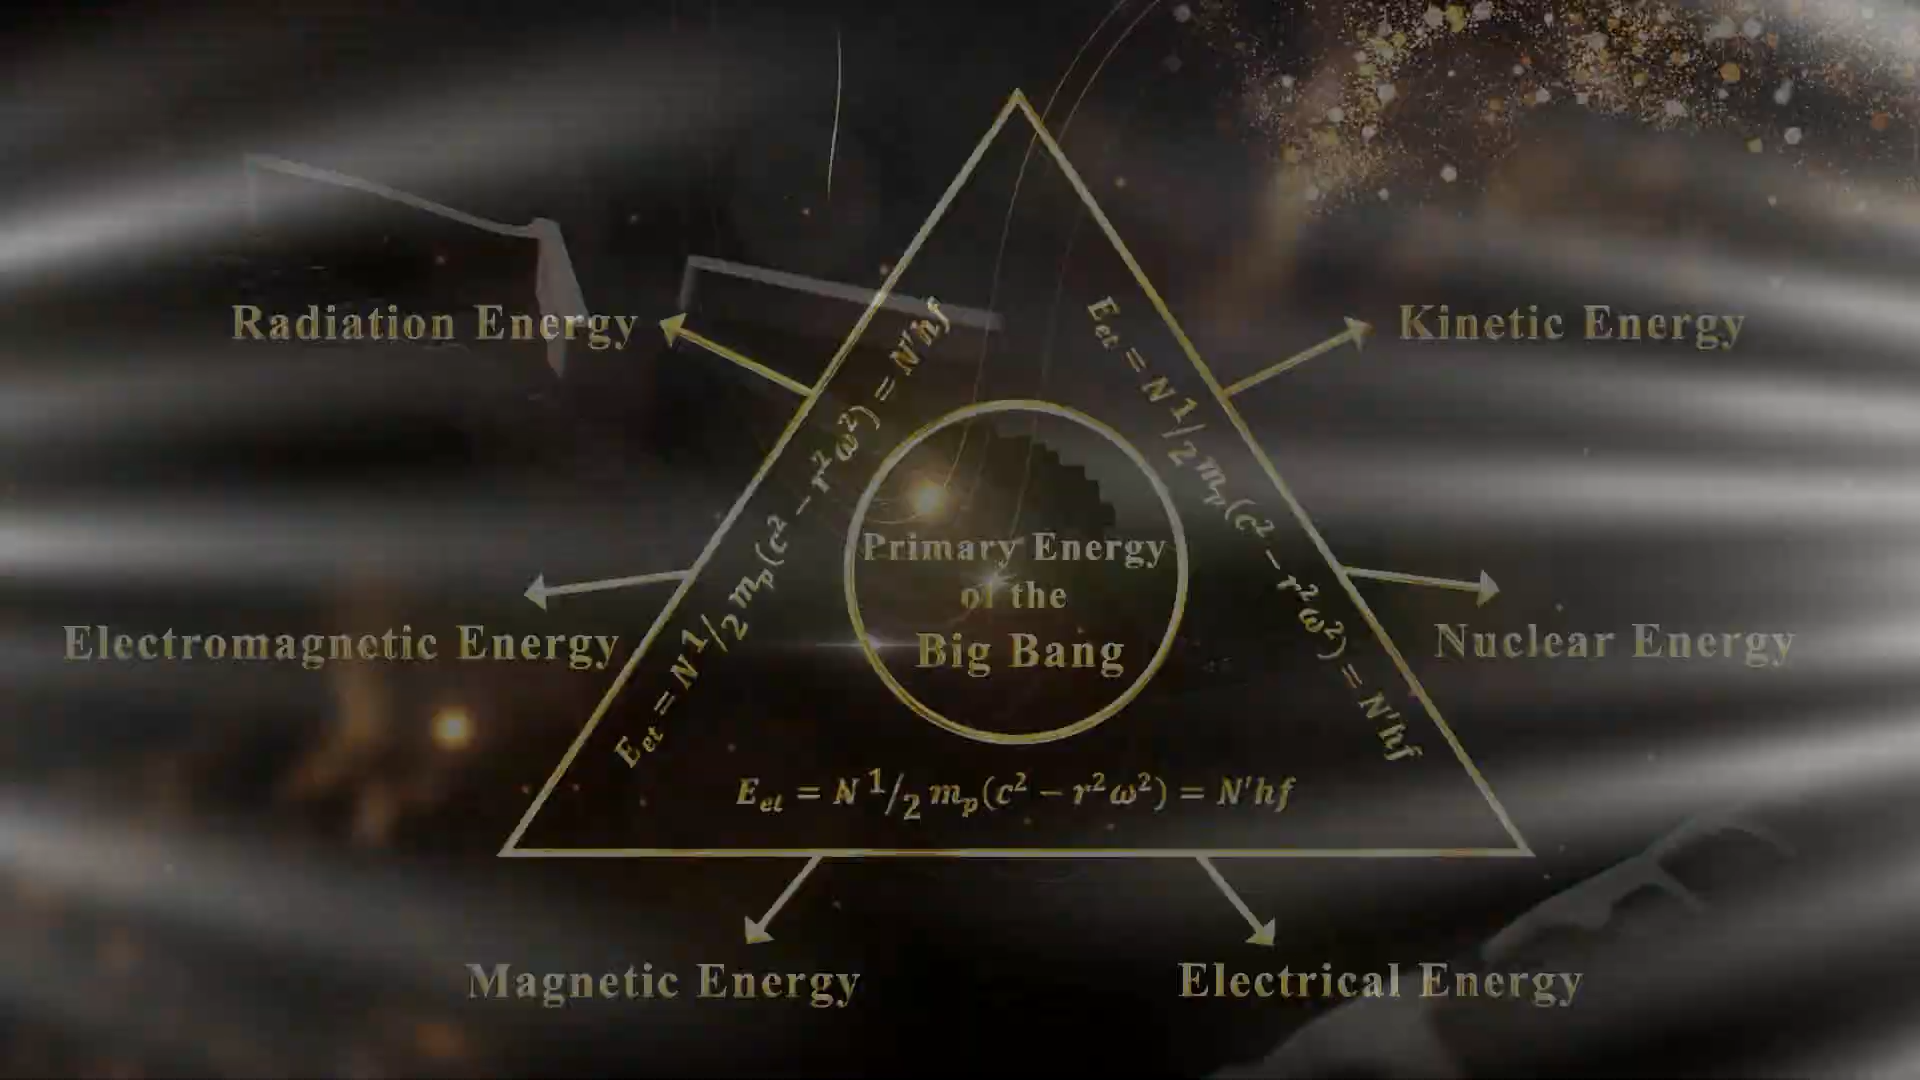 Radiation Energy
Kinetic Energy
E_et = N 1/2 m_p(c² − r²ω²) = N'hf
E_et = N 1/2 m_p(c² − r²ω²) = N'hf
Primary Energy
of the
Big Bang
Electromagnetic Energy
Nuclear Energy
E_et = N 1/2 m_p(c² − r²ω²) = N'hf
Magnetic Energy
Electrical Energy